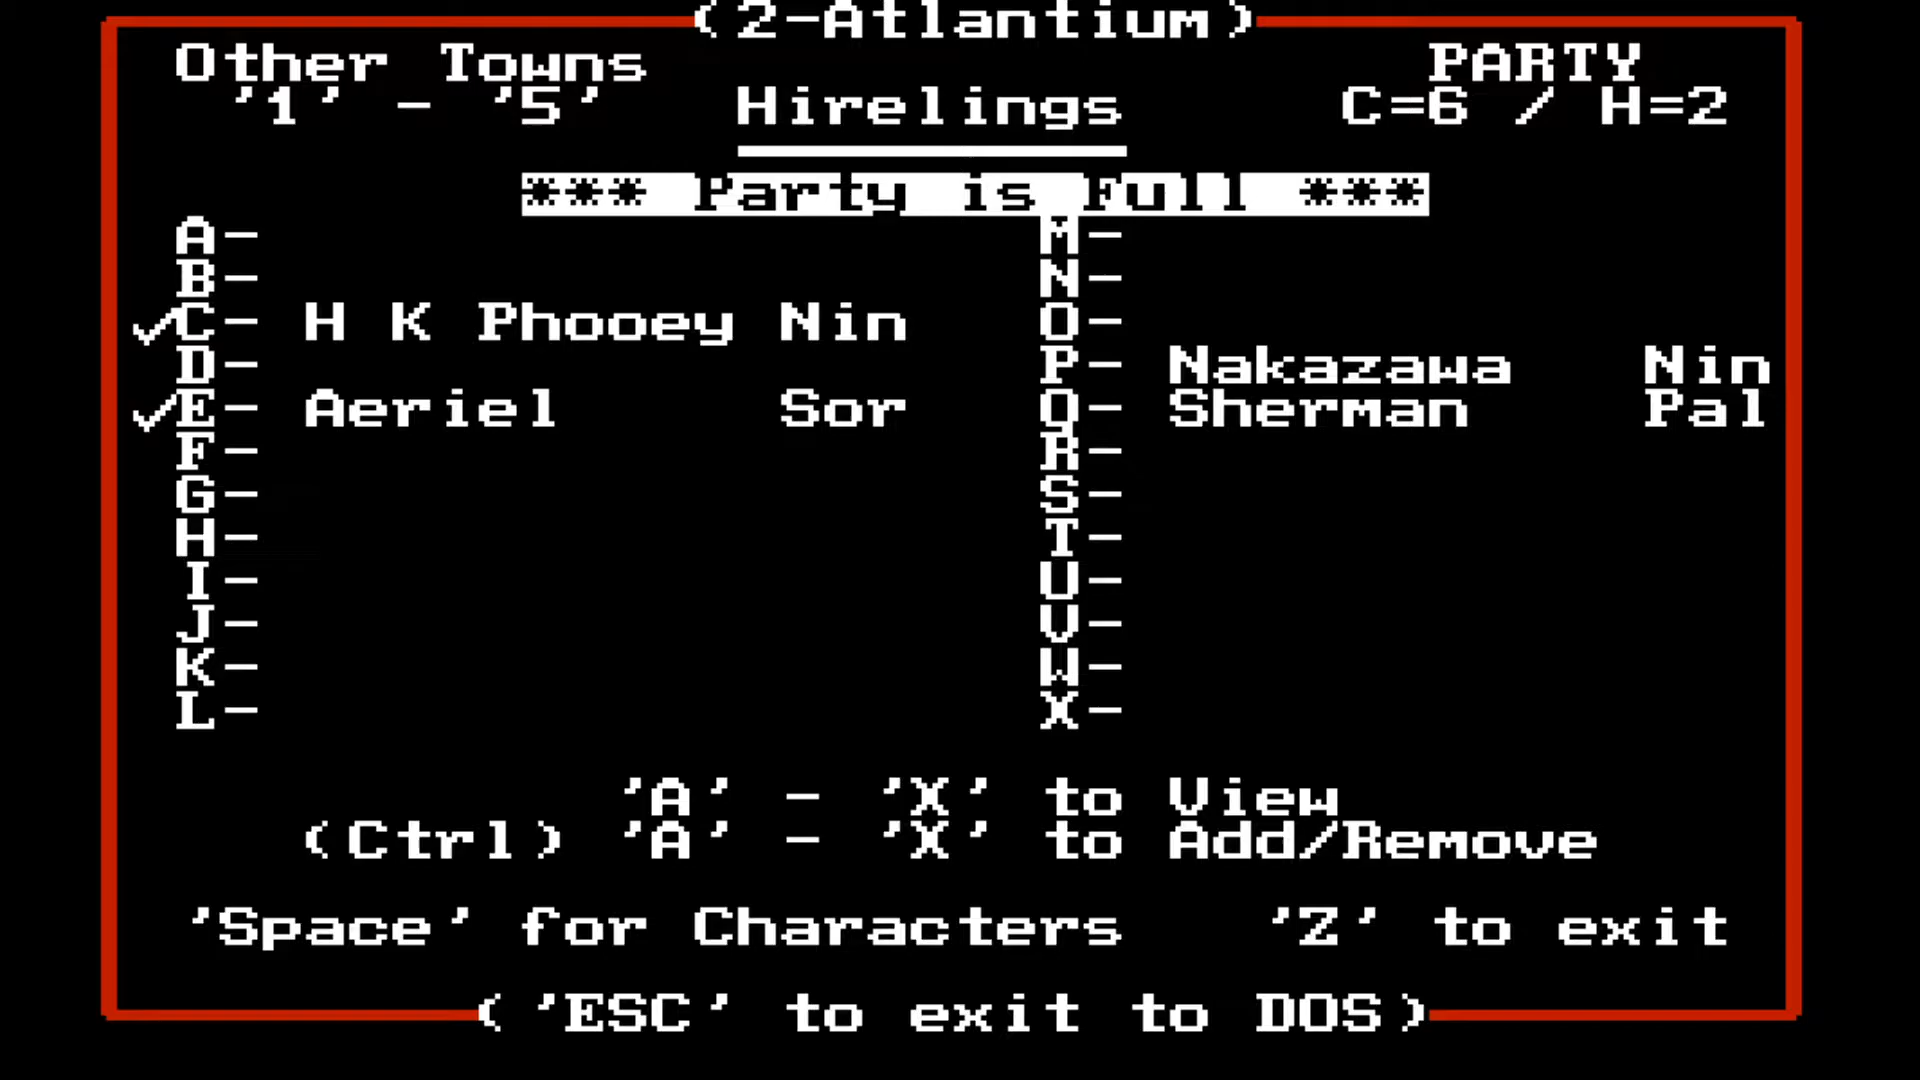 (2-Atlantium)
Other Towns PARTY
'1' - '5' Hirelings C=6 / H=2
*** Party is Full ***
A- M-
B- N-
✓C- H K Phooey Nin O-
D- P- Nakazawa Nin
✓E- Aeriel Sor Q- Sherman Pal
F- R-
G- S-
H- T-
I- U-
J- V-
K- W-
L- X-
'A' - 'X' to View
(Ctrl) 'A' - 'X' to Add/Remove
'Space' for Characters 'Z' to exit
('ESC' to exit to DOS)